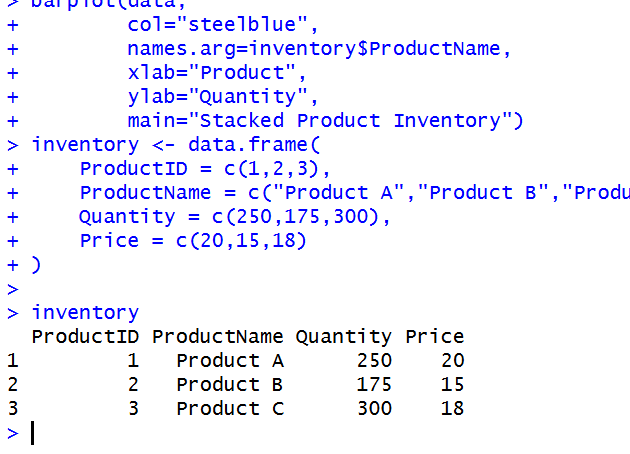 > barplot(data,
+         col="steelblue",
+         names.arg=inventory$ProductName,
+         xlab="Product",
+         ylab="Quantity",
+         main="Stacked Product Inventory")
> inventory <- data.frame(
+     ProductID = c(1,2,3),
+     ProductName = c("Product A","Product B","Produ
+     Quantity = c(250,175,300),
+     Price = c(20,15,18)
+ )
>
> inventory
  ProductID ProductName Quantity Price
1         1   Product A      250    20
2         2   Product B      175    15
3         3   Product C      300    18
>